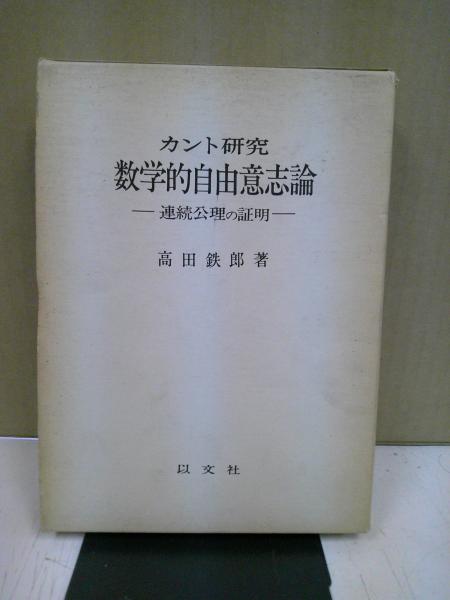 カント研究
数学的自由意志論
―連続公理の証明―
高田鉄郎著
以文社